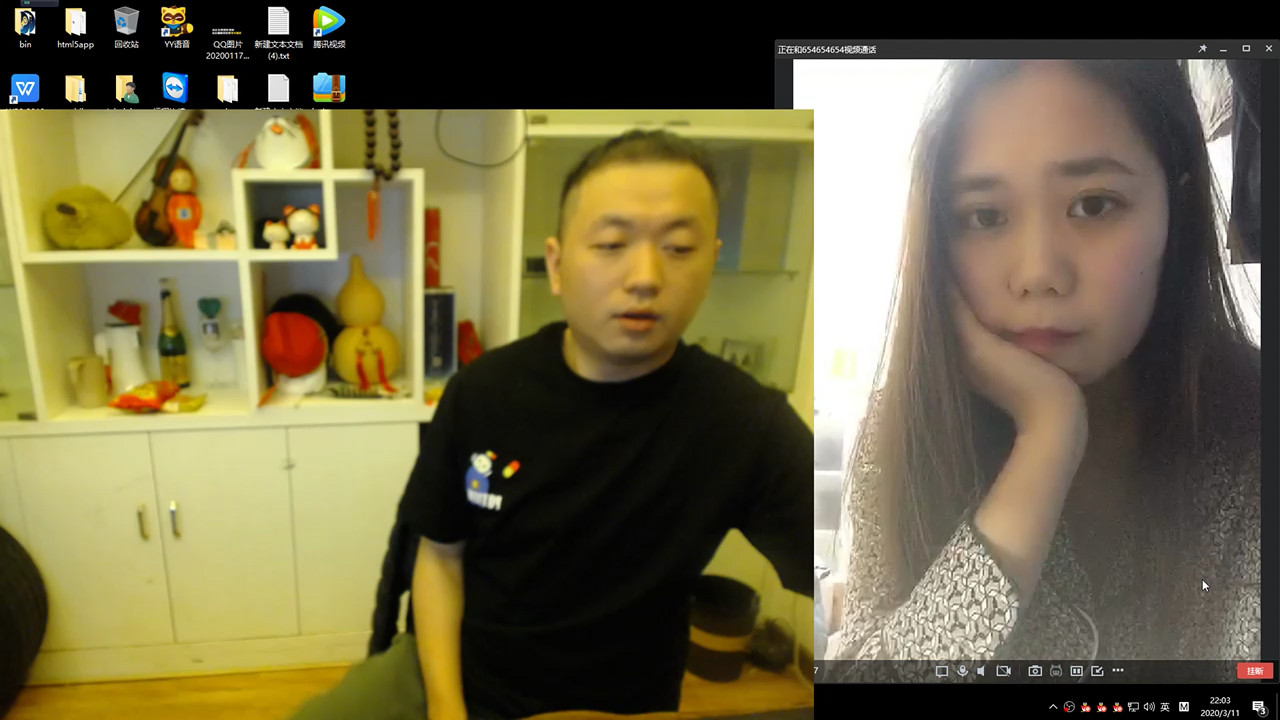 bin
html5app
回收站
YY语音
QQ图片
20200117...
新建文本文档
(4).txt
腾讯视频
W
正在和654654654视频通话
7
挂断
英
M
22:03
2020/3/11
3